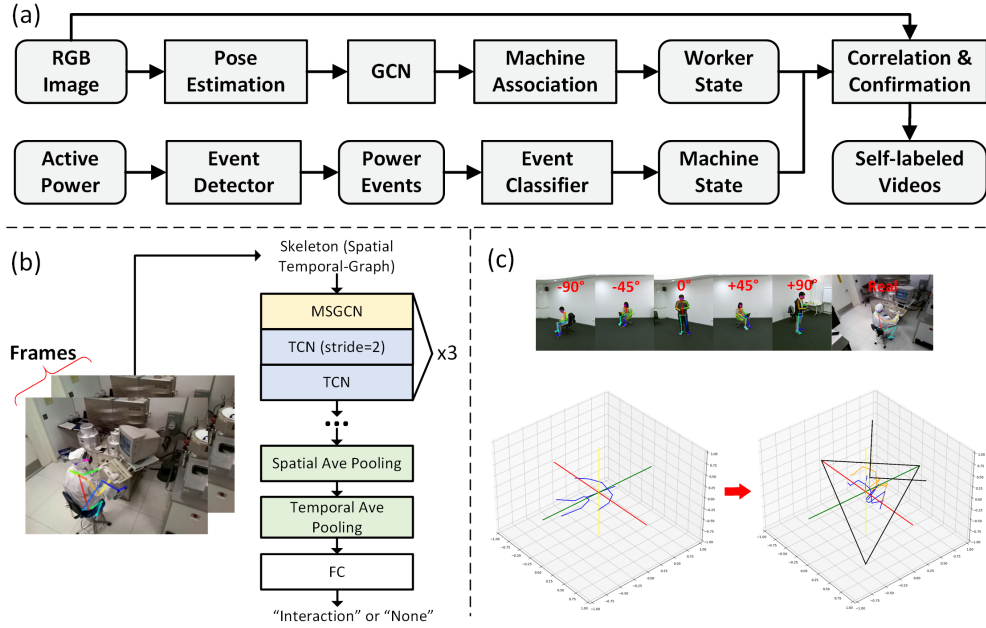 (a)
RGB
Image
Pose
Estimation
GCN
Machine
Association
Worker
State
Correlation &
Confirmation
Active
Power
Event
Detector
Power
Events
Event
Classifier
Machine
State
Self-labeled
Videos
(b)
Skeleton (Spatial
Temporal-Graph)
MSGCN
TCN (stride=2)
TCN
x3
Frames
Spatial Ave Pooling
Temporal Ave
Pooling
FC
“Interaction” or “None”
(c)
-90° -45° 0° +45° +90° Real